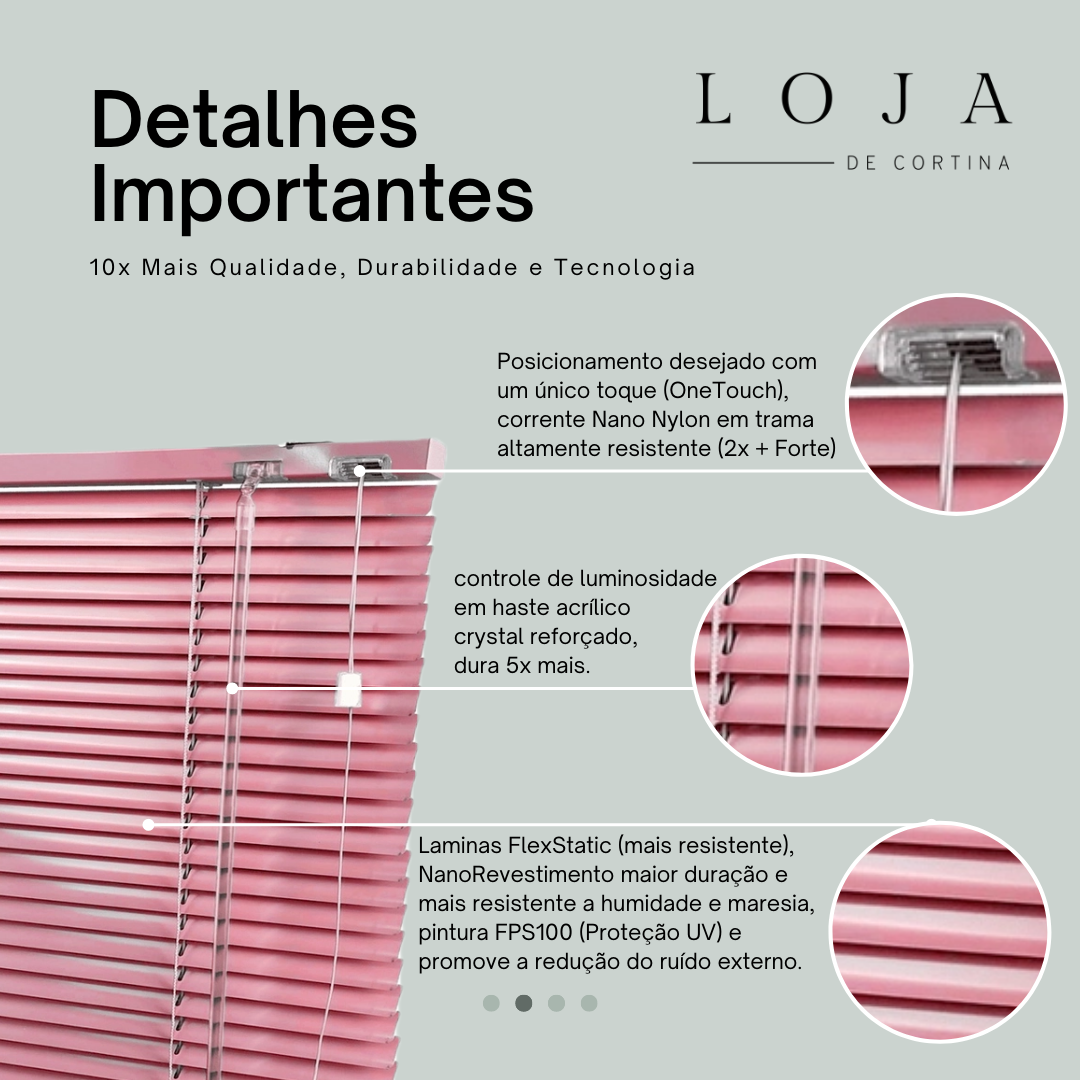 Detalhes
Importantes
10x Mais Qualidade, Durabilidade e Tecnologia
LOJA
DE CORTINA
Posicionamento desejado com
um único toque (OneTouch),
corrente Nano Nylon em trama
altamente resistente (2x + Forte)
controle de luminosidade
em haste acrílico
crystal reforçado,
dura 5x mais.
Laminas FlexStatic (mais resistente),
NanoRevestimento maior duração e
mais resistente a humidade e maresia,
pintura FPS100 (Proteção UV) e
promove a redução do ruído externo.